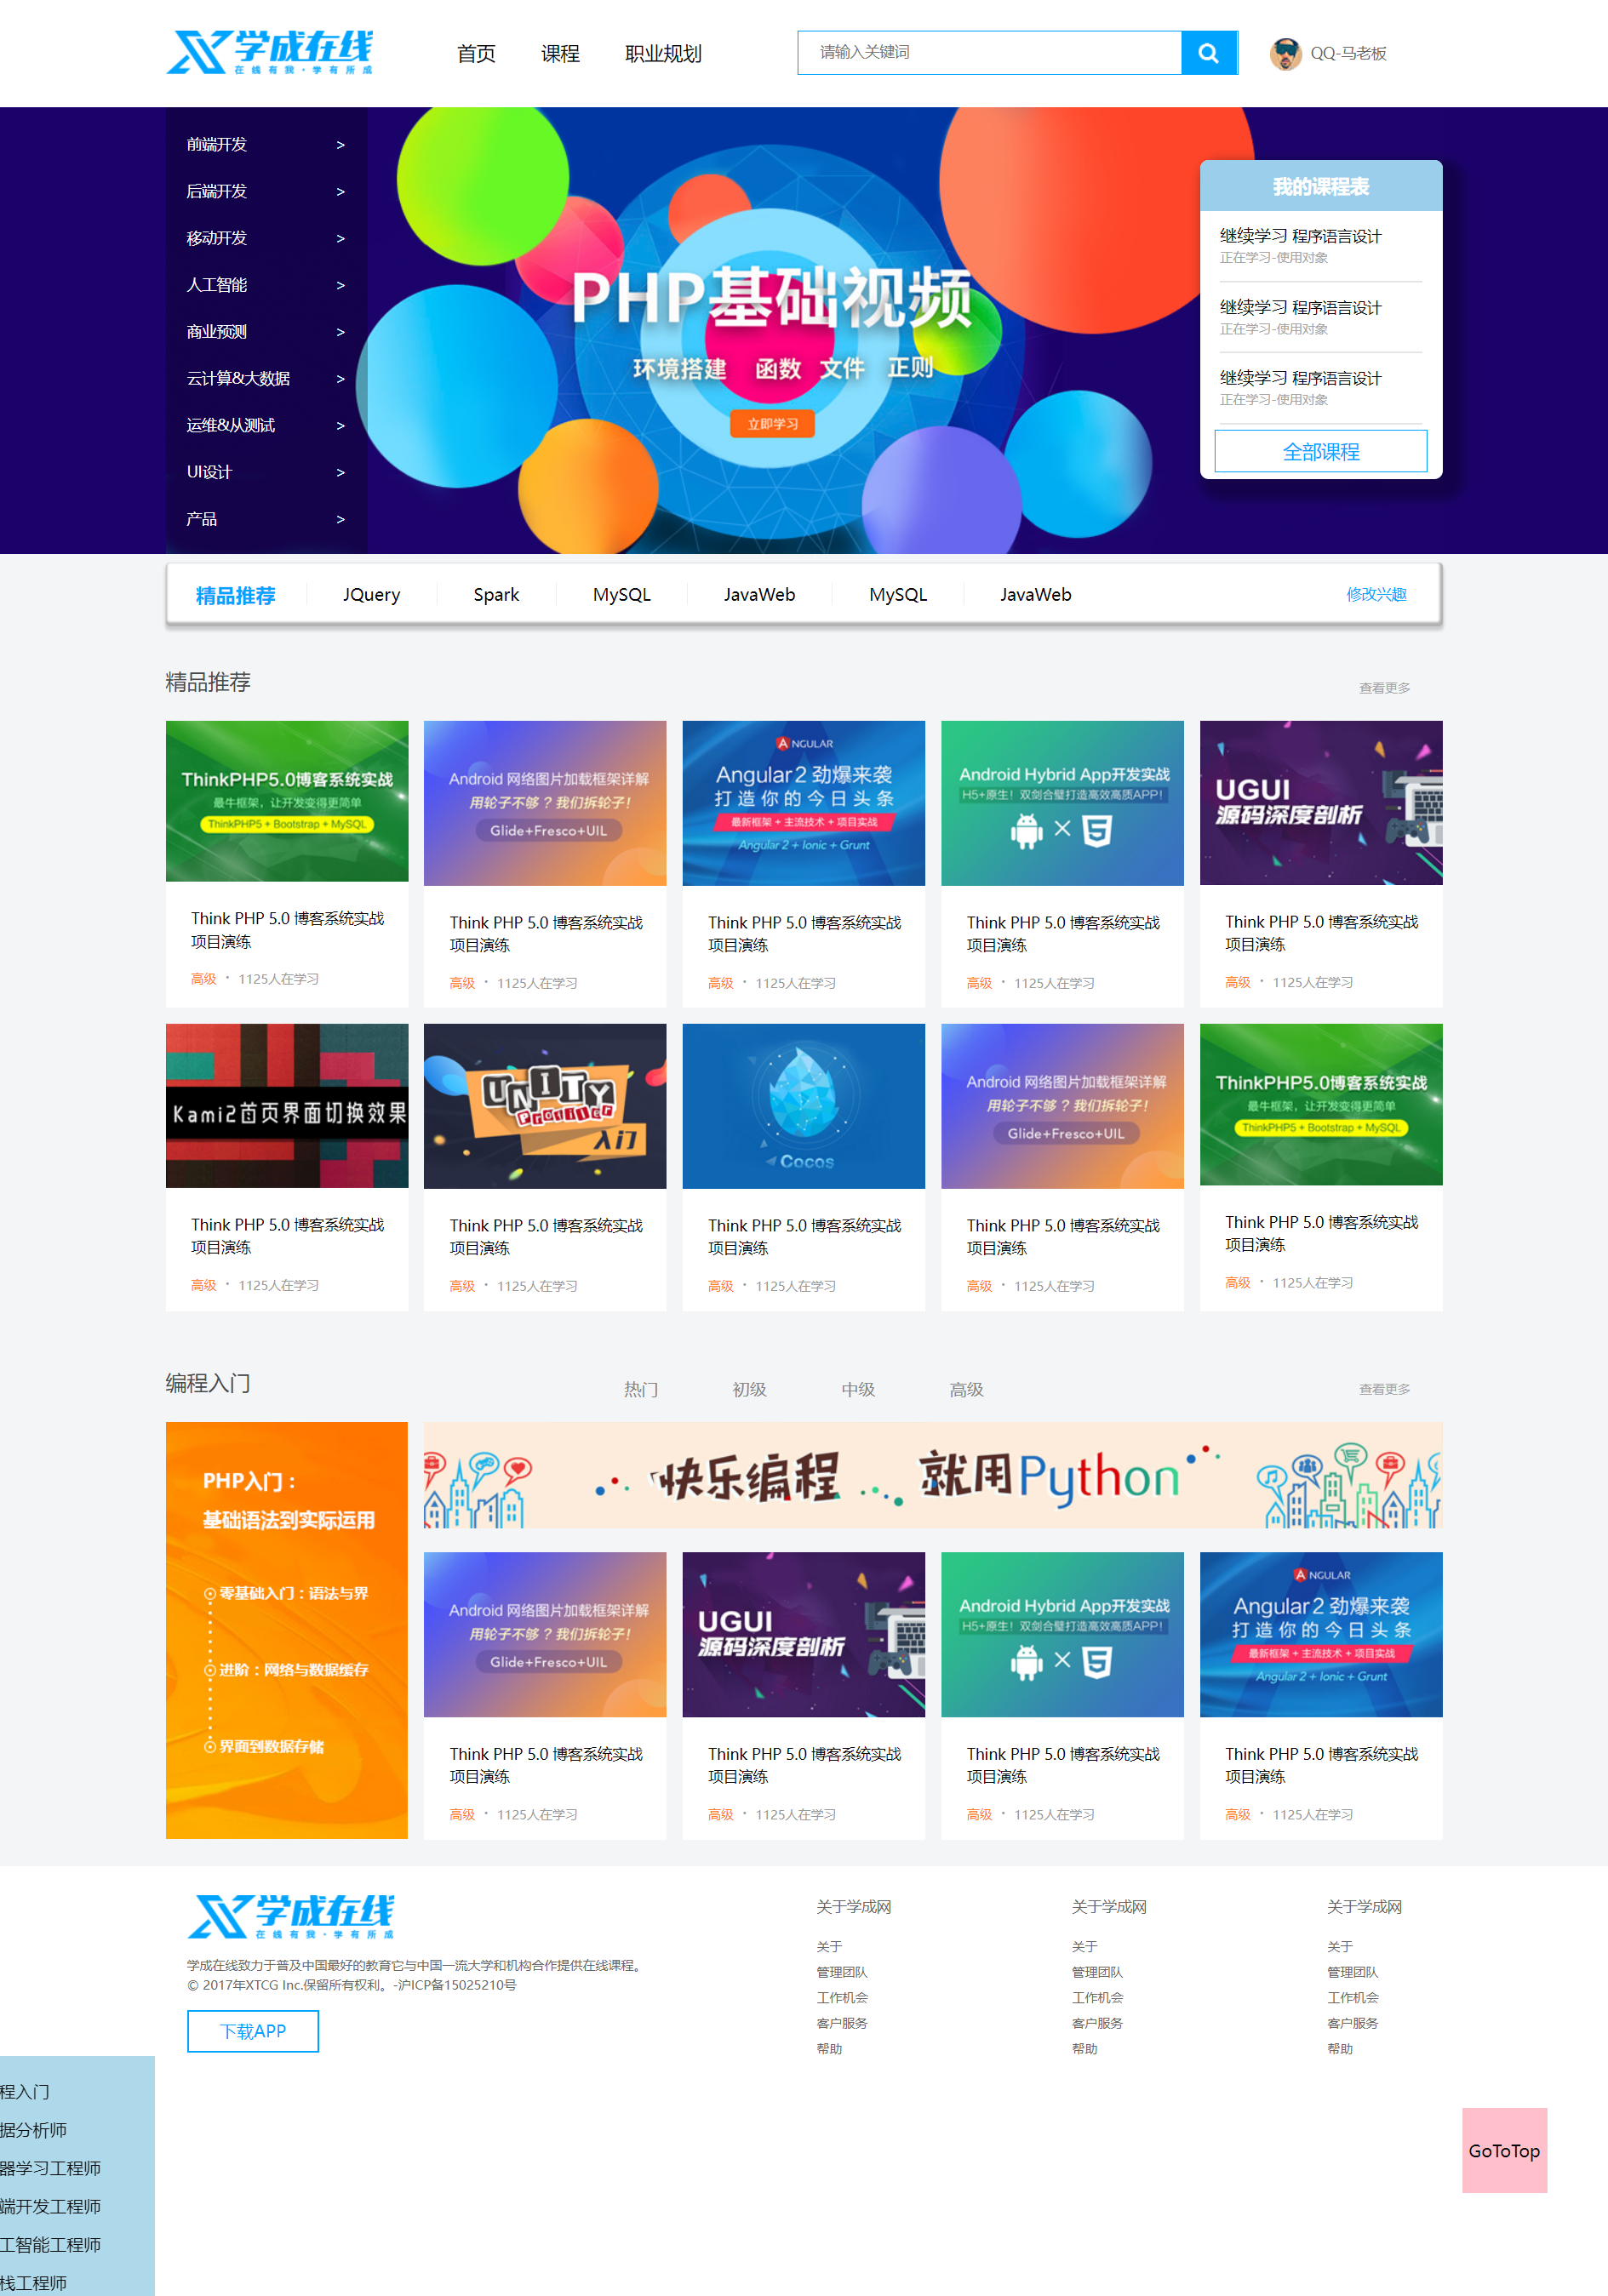 学成在线
在线有我·学有所成
首页 课程 职业规划
请输入关键词
QQ-马老板
前端开发 >
后端开发 >
移动开发 >
人工智能 >
商业预测 >
云计算&大数据 >
运维&从测试 >
UI设计 >
产品 >
PHP基础视频
环境搭建 函数 文件 正则
立即学习
我的课程表
继续学习 程序语言设计
正在学习-使用对象
继续学习 程序语言设计
正在学习-使用对象
继续学习 程序语言设计
正在学习-使用对象
全部课程
精品推荐 JQuery Spark MySQL JavaWeb MySQL JavaWeb 修改兴趣
精品推荐 查看更多
ThinkPHP5.0博客系统实战
最牛框架，让开发变得更简单
ThinkPHP5 + Bootstrap + MySQL
Think PHP 5.0 博客系统实战
项目演练
高级 · 1125人在学习
Android 网络图片加载框架详解
用轮子不够？我们拆轮子！
Glide+Fresco+UIL
Think PHP 5.0 博客系统实战
项目演练
高级 · 1125人在学习
ANGULAR
Angular2 劲爆来袭
打造你的今日头条
最新框架 + 主流技术 + 项目实战
Angular 2 + Ionic + Grunt
Think PHP 5.0 博客系统实战
项目演练
高级 · 1125人在学习
Android Hybrid App开发实战
H5+原生！双剑合璧打造高效高质APP！
Think PHP 5.0 博客系统实战
项目演练
高级 · 1125人在学习
UGUI
源码深度剖析
Think PHP 5.0 博客系统实战
项目演练
高级 · 1125人在学习
Kami2首页界面切换效果
Think PHP 5.0 博客系统实战
项目演练
高级 · 1125人在学习
UNITY
Profiler
入门
Think PHP 5.0 博客系统实战
项目演练
高级 · 1125人在学习
Cocos
Think PHP 5.0 博客系统实战
项目演练
高级 · 1125人在学习
Android 网络图片加载框架详解
用轮子不够？我们拆轮子！
Glide+Fresco+UIL
Think PHP 5.0 博客系统实战
项目演练
高级 · 1125人在学习
ThinkPHP5.0博客系统实战
最牛框架，让开发变得更简单
ThinkPHP5 + Bootstrap + MySQL
Think PHP 5.0 博客系统实战
项目演练
高级 · 1125人在学习
编程入门 热门 初级 中级 高级 查看更多
PHP入门：
基础语法到实际运用
零基础入门：语法与界
进阶：网络与数据缓存
界面到数据存储
快乐编程 就用Python
Android 网络图片加载框架详解
用轮子不够？我们拆轮子！
Glide+Fresco+UIL
Think PHP 5.0 博客系统实战
项目演练
高级 · 1125人在学习
UGUI
源码深度剖析
Think PHP 5.0 博客系统实战
项目演练
高级 · 1125人在学习
Android Hybrid App开发实战
H5+原生！双剑合璧打造高效高质APP！
Think PHP 5.0 博客系统实战
项目演练
高级 · 1125人在学习
ANGULAR
Angular2 劲爆来袭
打造你的今日头条
最新框架 + 主流技术 + 项目实战
Angular 2 + Ionic + Grunt
Think PHP 5.0 博客系统实战
项目演练
高级 · 1125人在学习
学成在线
在线有我·学有所成
学成在线致力于普及中国最好的教育它与中国一流大学和机构合作提供在线课程。
© 2017年XTCG Inc.保留所有权利。-沪ICP备15025210号
下载APP
关于学成网
关于
管理团队
工作机会
客户服务
帮助
关于学成网
关于
管理团队
工作机会
客户服务
帮助
关于学成网
关于
管理团队
工作机会
客户服务
帮助
程入门
据分析师
器学习工程师
端开发工程师
工智能工程师
栈工程师
GoToTop